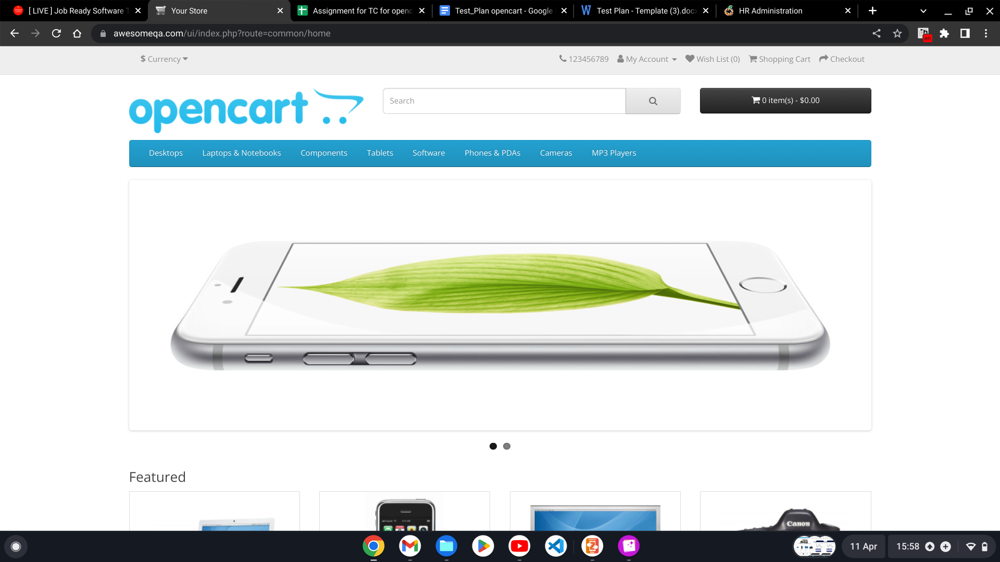 [ LIVE ] Job Ready Software T
Your Store
Assignment for TC for openc
Test_Plan opencart - Google
Test Plan - Template (3).docx
HR Administration
awesomeqa.com/ui/index.php?route=common/home
en
$ Currency
123456789
My Account
Wish List (0)
Shopping Cart
Checkout
opencart
Search
0 item(s) - $0.00
Desktops
Laptops & Notebooks
Components
Tablets
Software
Phones & PDAs
Cameras
MP3 Players
Featured
Canon
11 Apr
15:58